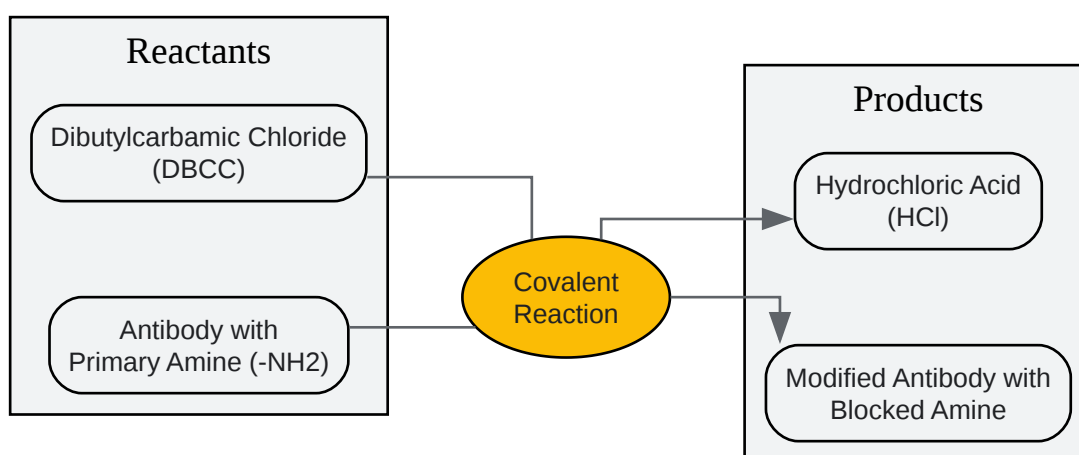 Reactants
Dibutylcarbamic Chloride
(DBCC)
Antibody with
Primary Amine (-NH2)
Covalent
Reaction
Products
Hydrochloric Acid
(HCl)
Modified Antibody with
Blocked Amine